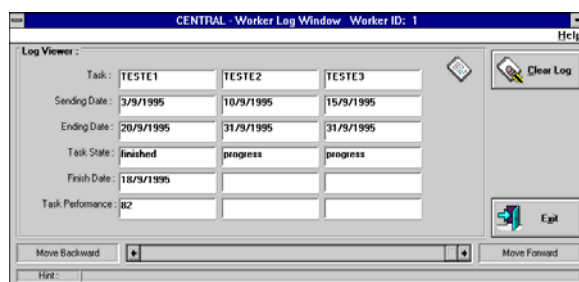 CENTRAL - Worker Log Window Worker ID: 1
Help
Log Viewer :
Task : TESTE1 TESTE2 TESTE3
Clear Log
Sending Date : 3/9/1995 10/9/1995 15/9/1995
Ending Date : 20/9/1995 31/9/1995 31/9/1995
Task State : finished progress progress
Finish Date : 18/9/1995
Task Performance : 82
Exit
Move Backward Move Forward
Hint :